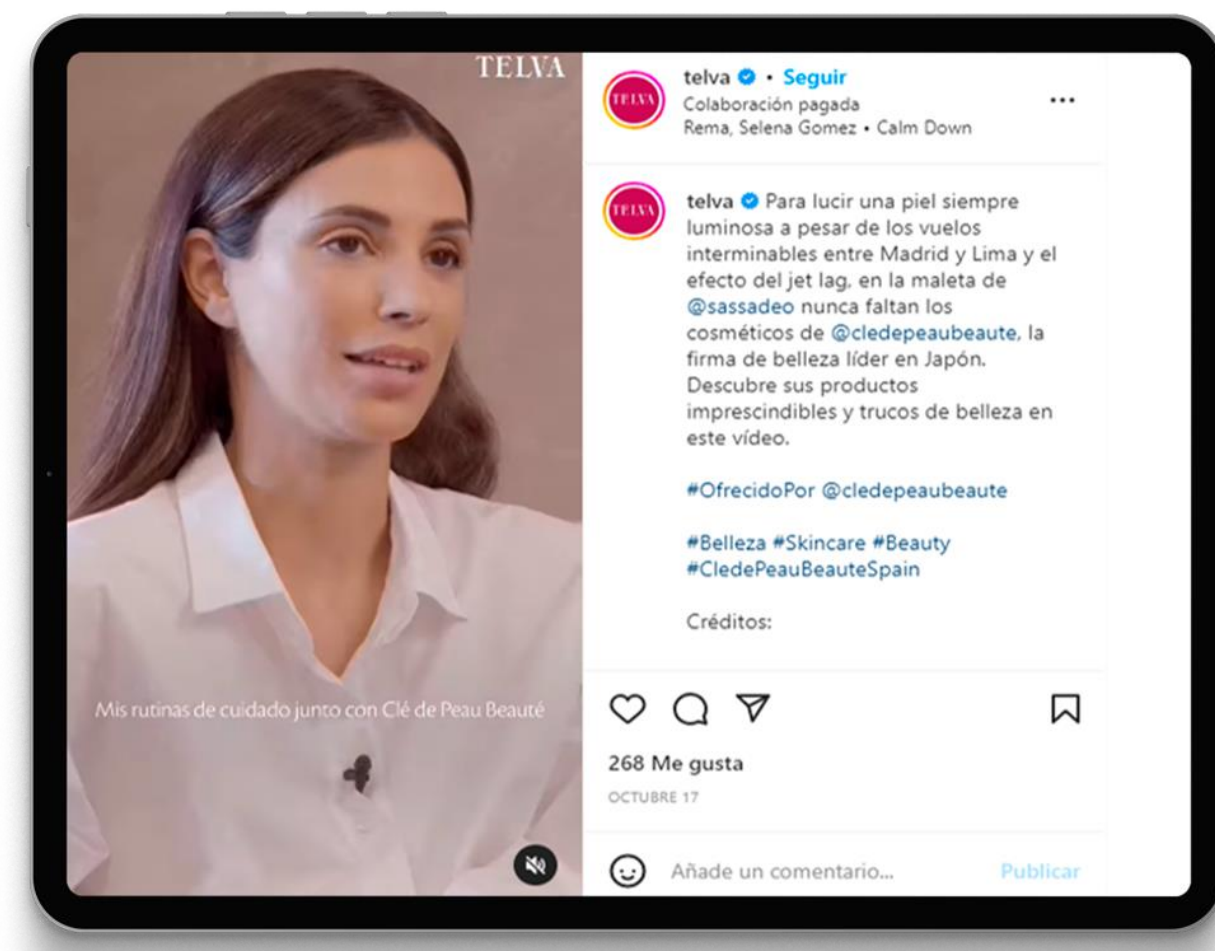 TELVA
Mis rutinas de cuidado junto con Clé de Peau Beauté
TELVA
telva • Seguir
Colaboración pagada
Rema, Selena Gomez • Calm Down
TELVA
telva Para lucir una piel siempre
luminosa a pesar de los vuelos
interminables entre Madrid y Lima y el
efecto del jet lag, en la maleta de
@sassadeo nunca faltan los
cosméticos de @cledepeaubeaute, la
firma de belleza líder en Japón.
Descubre sus productos
imprescindibles y trucos de belleza en
este vídeo.
#OfrecidoPor @cledepeaubeaute
#Belleza #Skincare #Beauty
#CledePeauBeauteSpain
Créditos:
268 Me gusta
OCTUBRE 17
Añade un comentario... Publicar